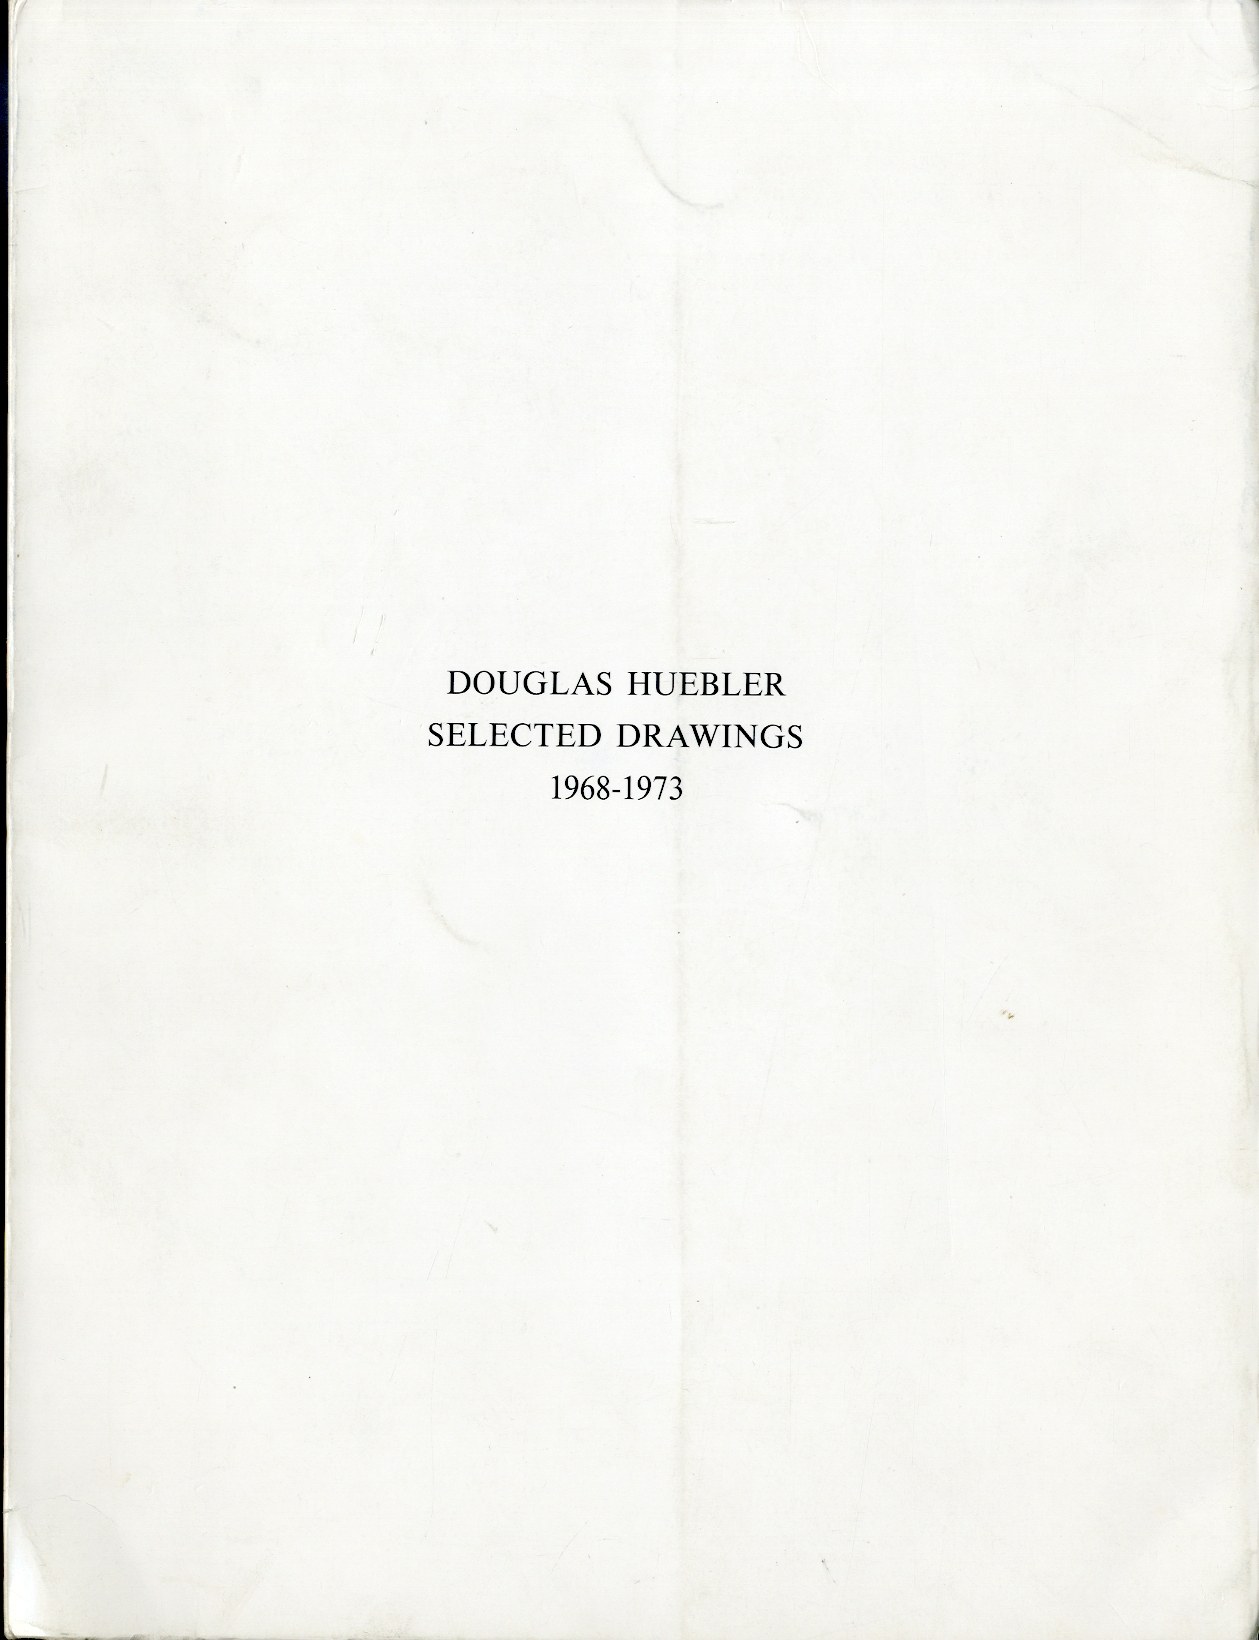 DOUGLAS HUEBLER
SELECTED DRAWINGS
1968-1973